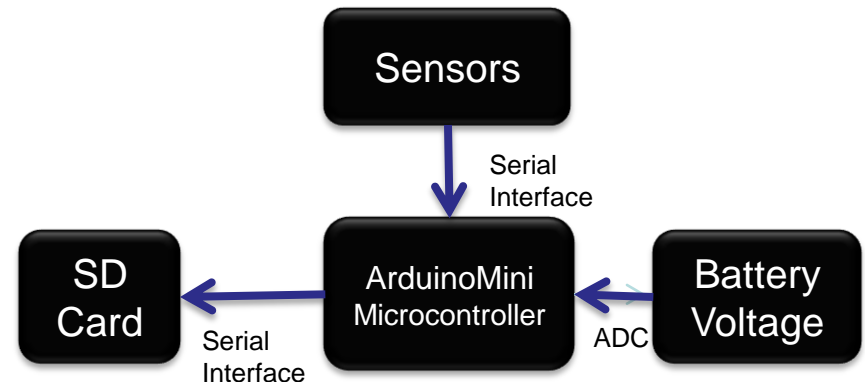 Sensors
Serial
Interface
SD
Card
ArduinoMini
Microcontroller
Battery
Voltage
ADC
Serial
Interface